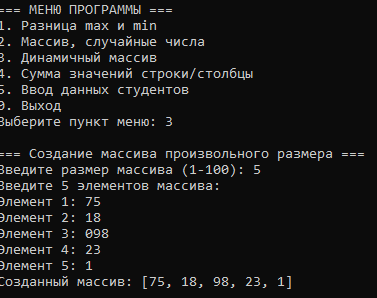 === МЕНЮ ПРОГРАММЫ ===
1. Разница max и min
2. Массив, случайные числа
3. Динамичный массив
4. Сумма значений строки/столбцы
5. Ввод данных студентов
0. Выход
Выберите пункт меню: 3

=== Создание массива произвольного размера ===
Введите размер массива (1-100): 5
Введите 5 элементов массива:
Элемент 1: 75
Элемент 2: 18
Элемент 3: 098
Элемент 4: 23
Элемент 5: 1
Созданный массив: [75, 18, 98, 23, 1]